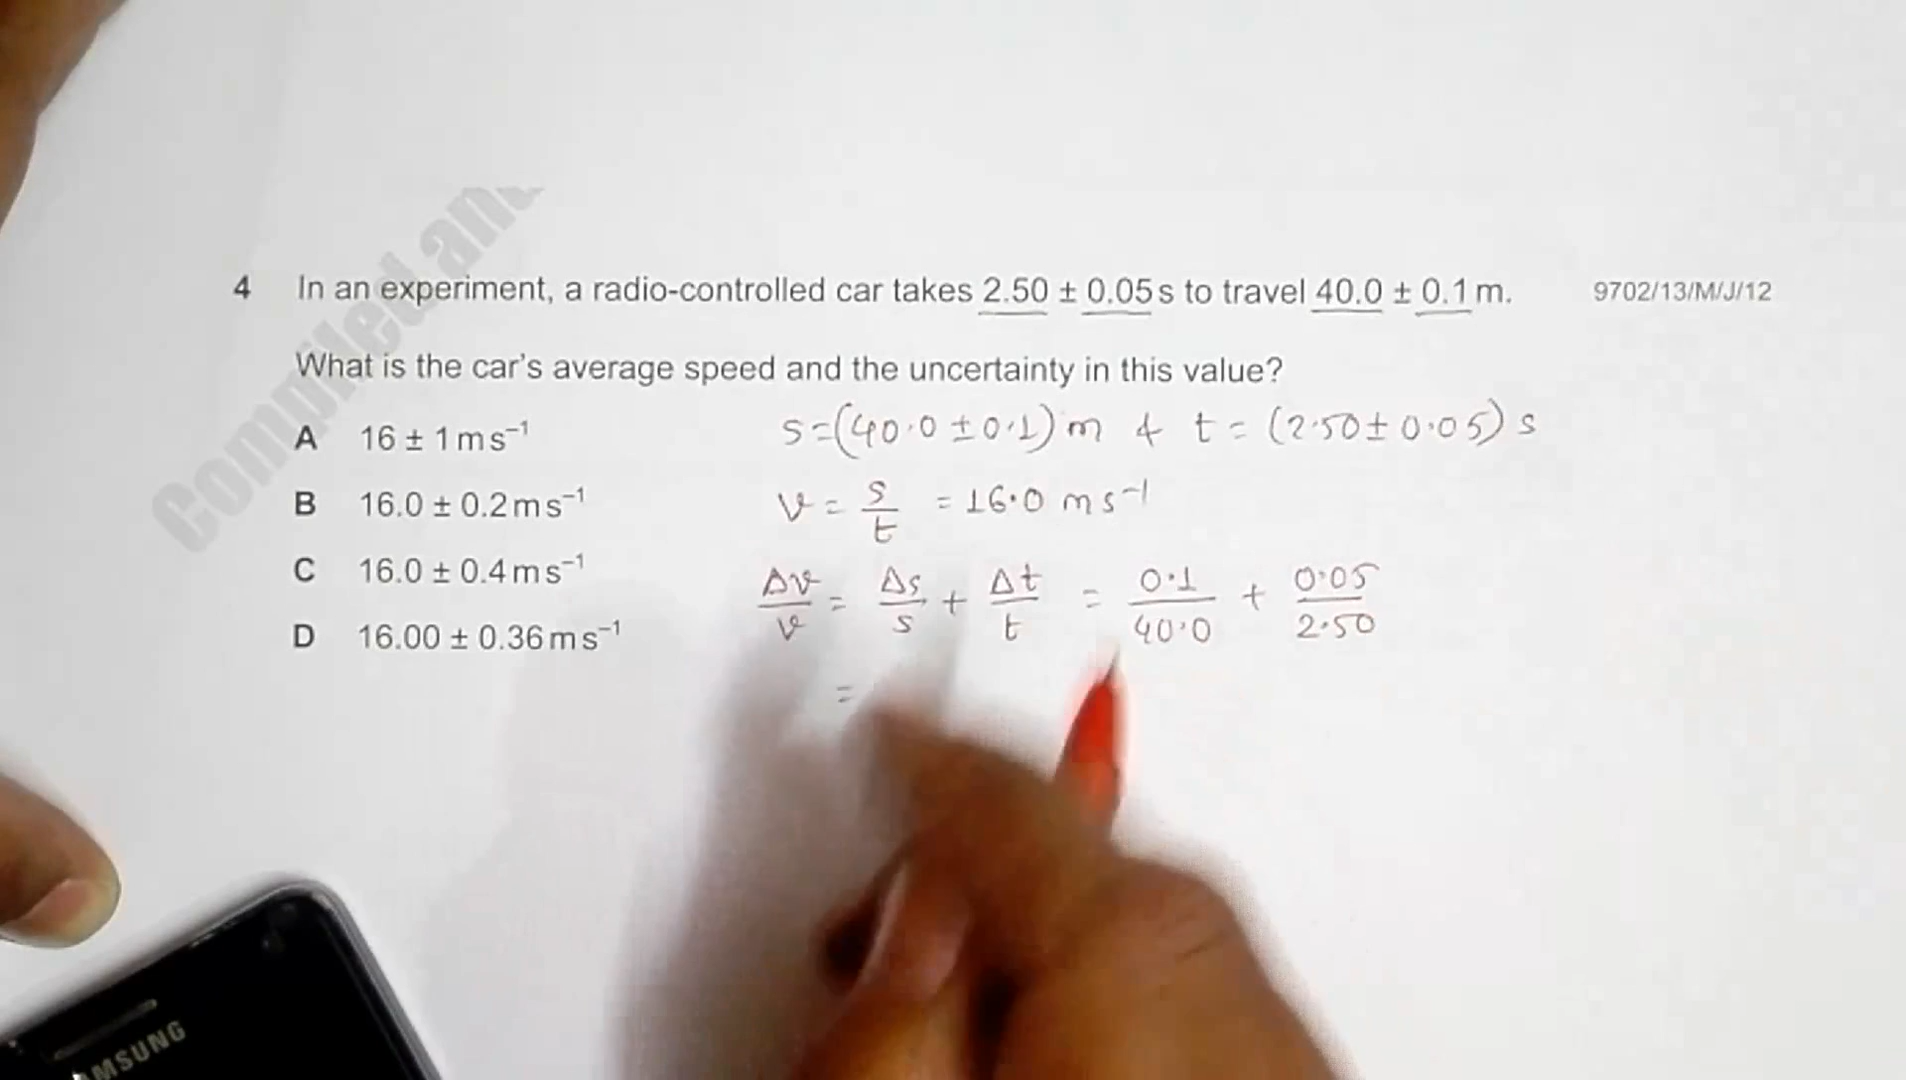 Compiled and
4 In an experiment, a radio-controlled car takes 2.50 ± 0.05 s to travel 40.0 ± 0.1 m. 9702/13/M/J/12
What is the car's average speed and the uncertainty in this value?
A 16 ± 1 m s⁻¹
B 16.0 ± 0.2 m s⁻¹
C 16.0 ± 0.4 m s⁻¹
D 16.00 ± 0.36 m s⁻¹
s = (40.0 ± 0.1) m & t = (2.50 ± 0.05) s
v = s/t = 16.0 m s⁻¹
Δv/v = Δs/s + Δt/t = 0.1/40.0 + 0.05/2.50
=
AMSUNG